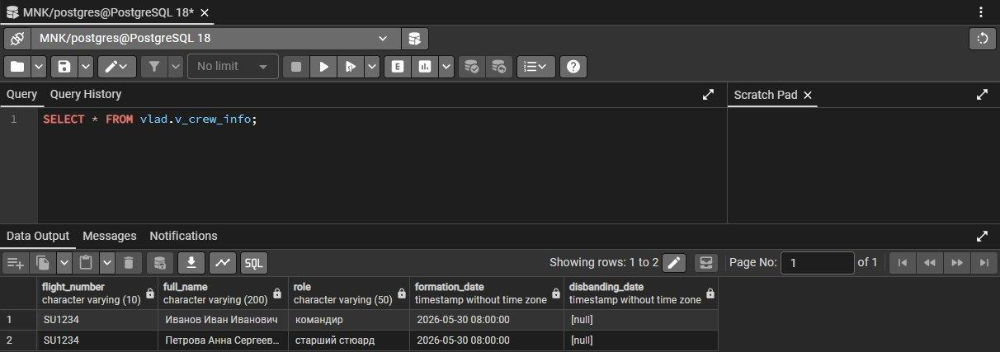 MNK/postgres@PostgreSQL 18*
MNK/postgres@PostgreSQL 18
No limit
E
Query Query History
Scratch Pad
1 SELECT * FROM vlad.v_crew_info;
Data Output Messages Notifications
SQL Showing rows: 1 to 2 Page No: 1 of 1
flight_number full_name role formation_date disbanding_date
character varying (10) character varying (200) character varying (50) timestamp without time zone timestamp without time zone
1 SU1234 Иванов Иван Иванович командир 2026-05-30 08:00:00 [null]
2 SU1234 Петрова Анна Сергеев... старший стюард 2026-05-30 08:00:00 [null]